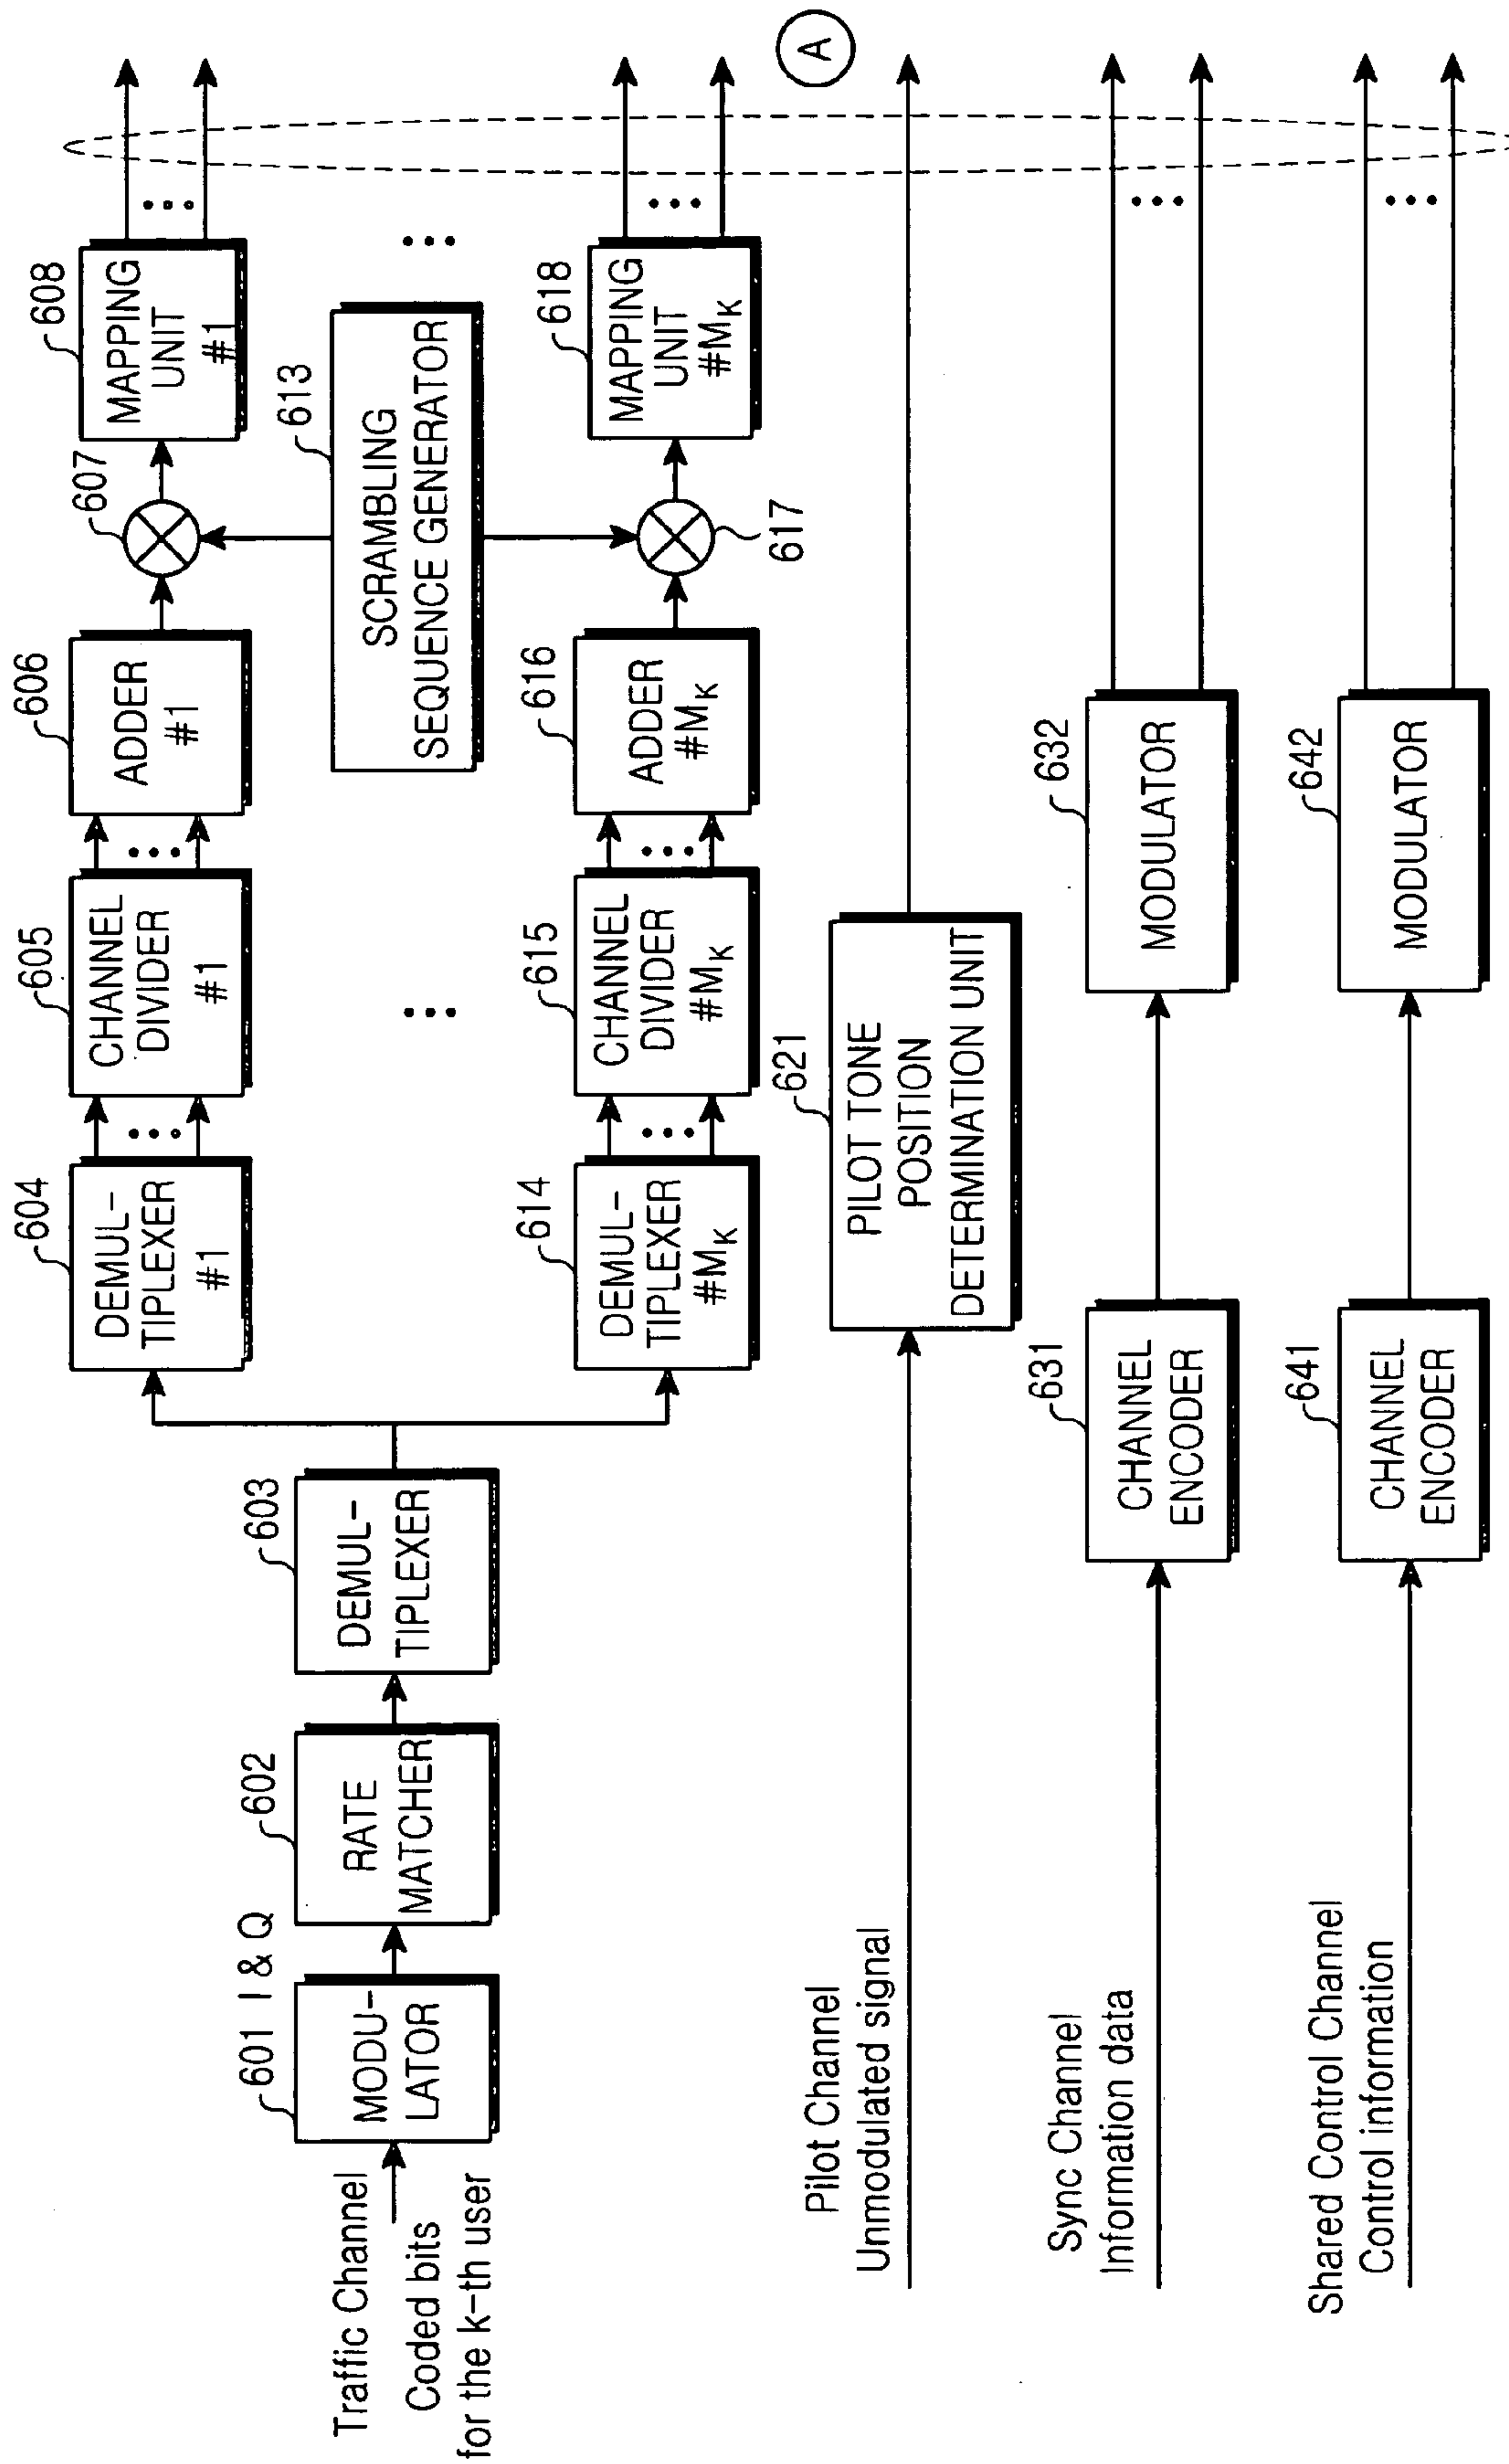 Traffic Channel
Coded bits
for the k-th user
601
I & Q
MODU-
LATOR
602
RATE
MATCHER
603
DEMUL-
TIPLEXER
604
DEMUL-
TIPLEXER
#1
605
CHANNEL
DIVIDER
#1
606
ADDER
#1
607
608
MAPPING
UNIT
#1
613
SCRAMBLING
SEQUENCE GENERATOR
614
DEMUL-
TIPLEXER
#MK
615
CHANNEL
DIVIDER
#MK
616
ADDER
#MK
617
618
MAPPING
UNIT
#MK
A
Pilot Channel
Unmodulated signal
621
PILOT TONE
POSITION
DETERMINATION UNIT
Sync Channel
Information data
631
CHANNEL
ENCODER
632
MODULATOR
Shared Control Channel
Control information
641
CHANNEL
ENCODER
642
MODULATOR